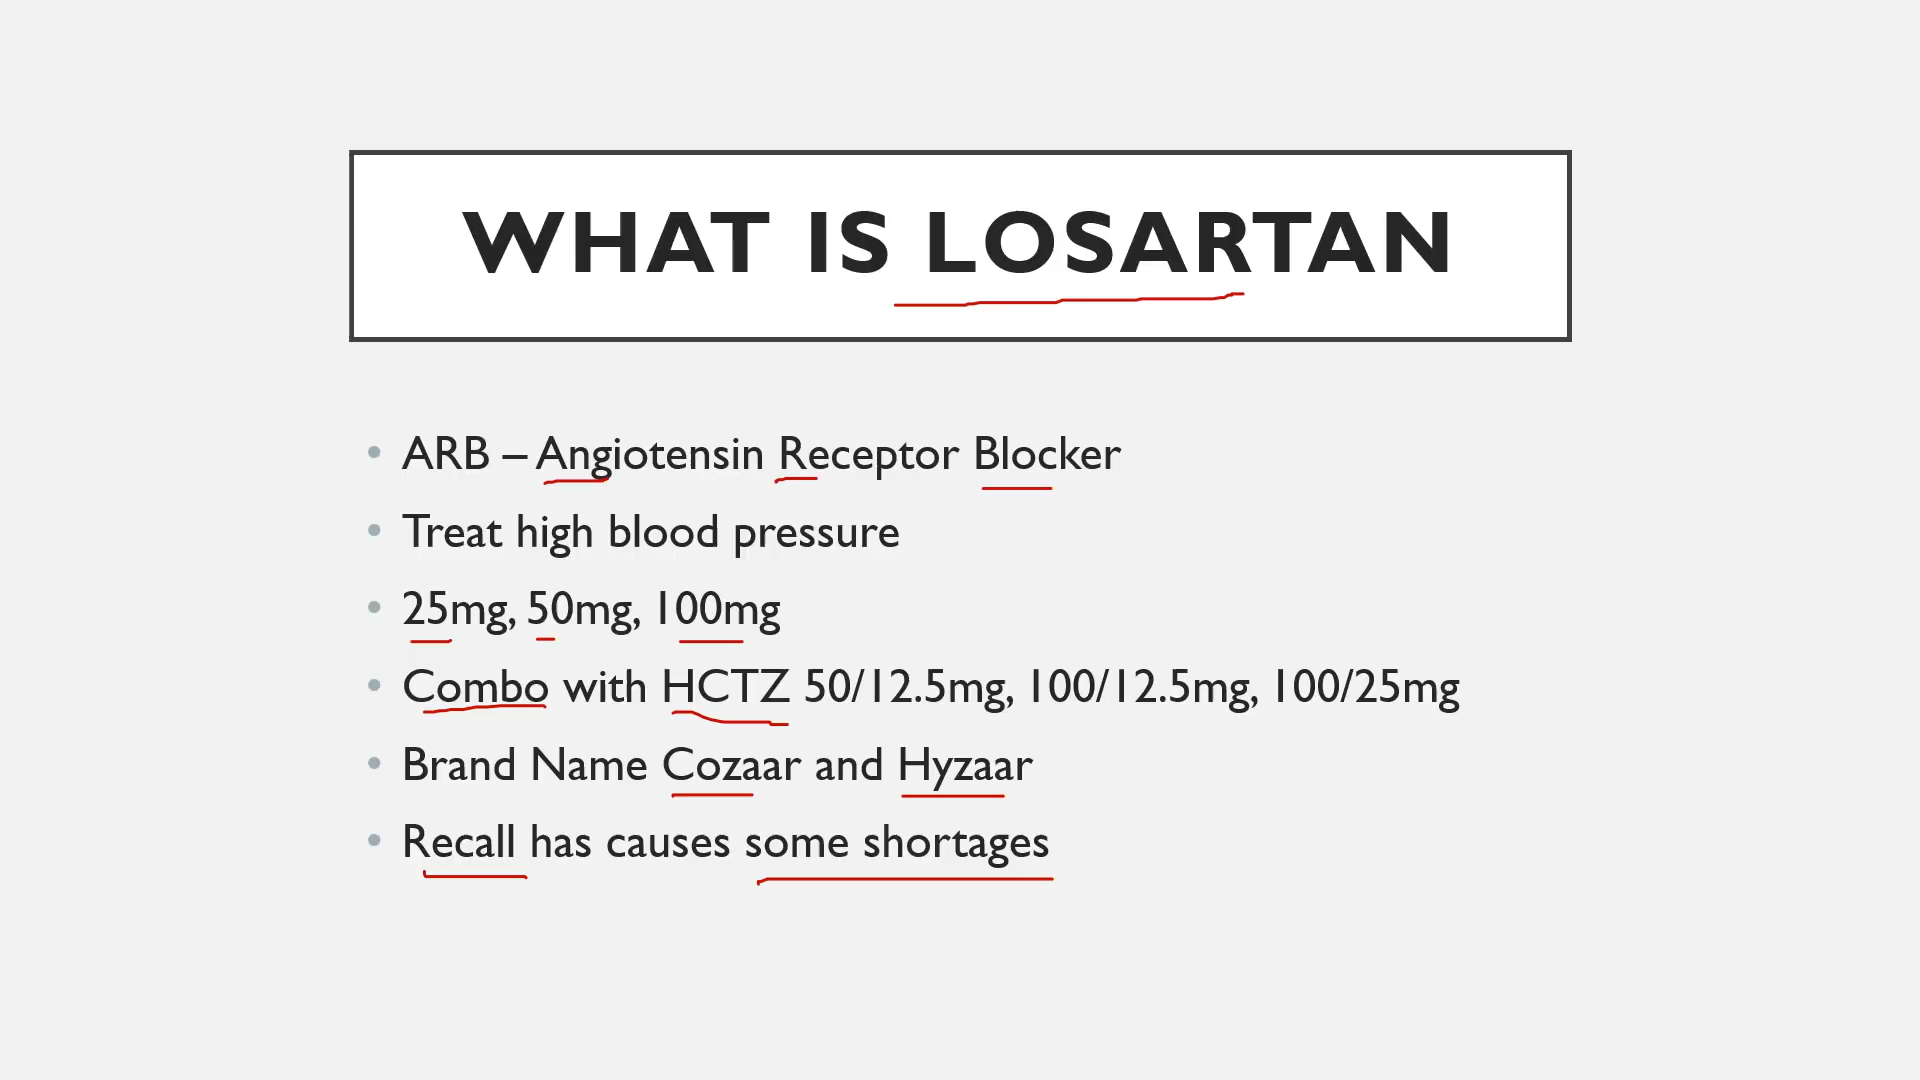 WHAT IS LOSARTAN
• ARB – Angiotensin Receptor Blocker
• Treat high blood pressure
• 25mg, 50mg, 100mg
• Combo with HCTZ 50/12.5mg, 100/12.5mg, 100/25mg
• Brand Name Cozaar and Hyzaar
• Recall has causes some shortages